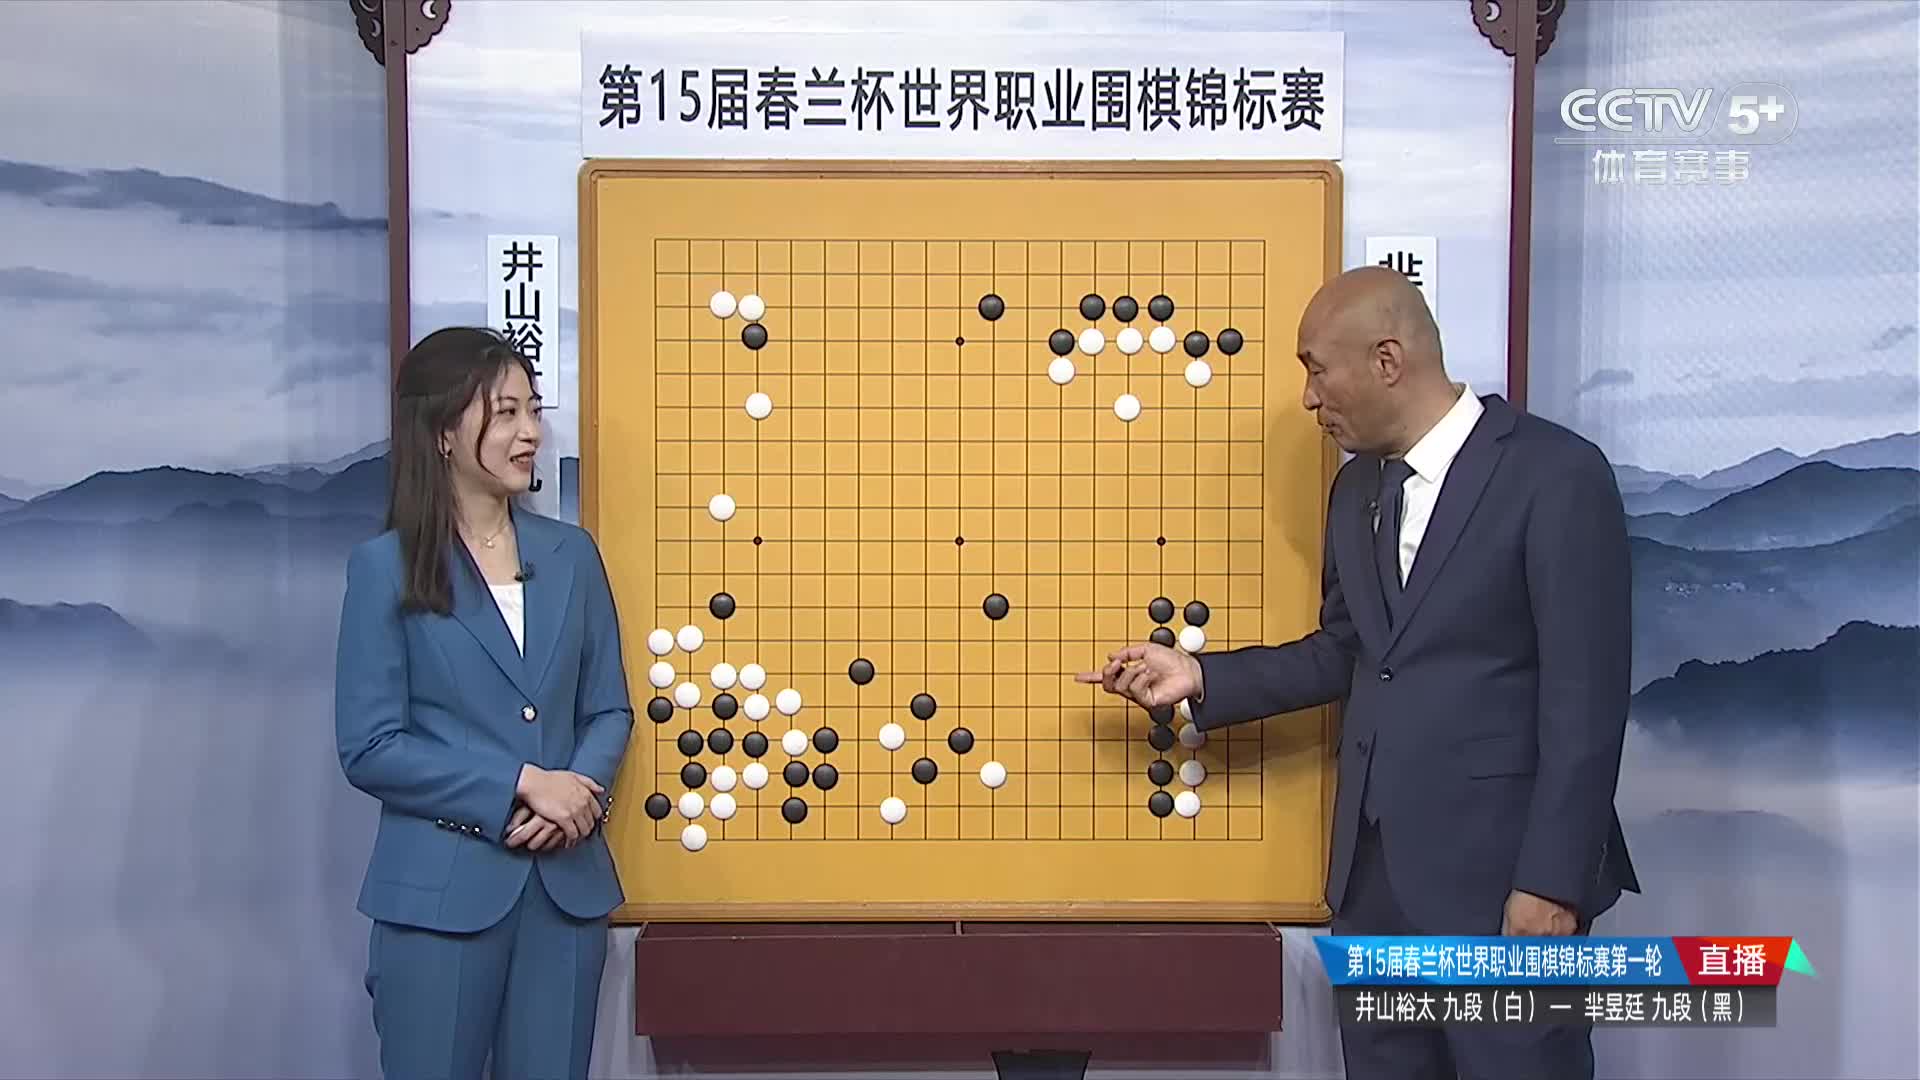 第15届春兰杯世界职业围棋锦标赛
CCTV 5+
体育赛事
井山裕
第15届春兰杯世界职业围棋锦标赛第一轮 直播
井山裕太 九段（白）— 芈昱廷 九段（黑）